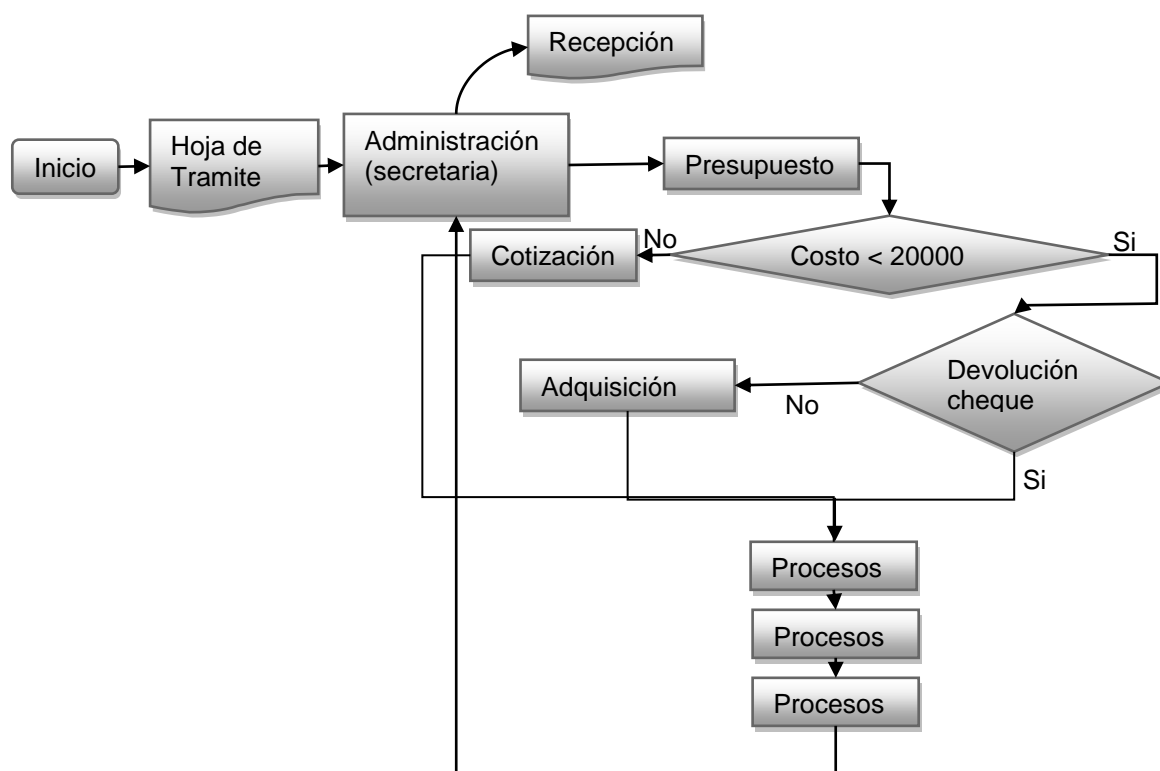 Recepción
Inicio
Hoja de
Tramite
Administración
(secretaria)
Presupuesto
Cotización
No
Costo < 20000
Si
Adquisición
No
Devolución
cheque
Si
Procesos
Procesos
Procesos